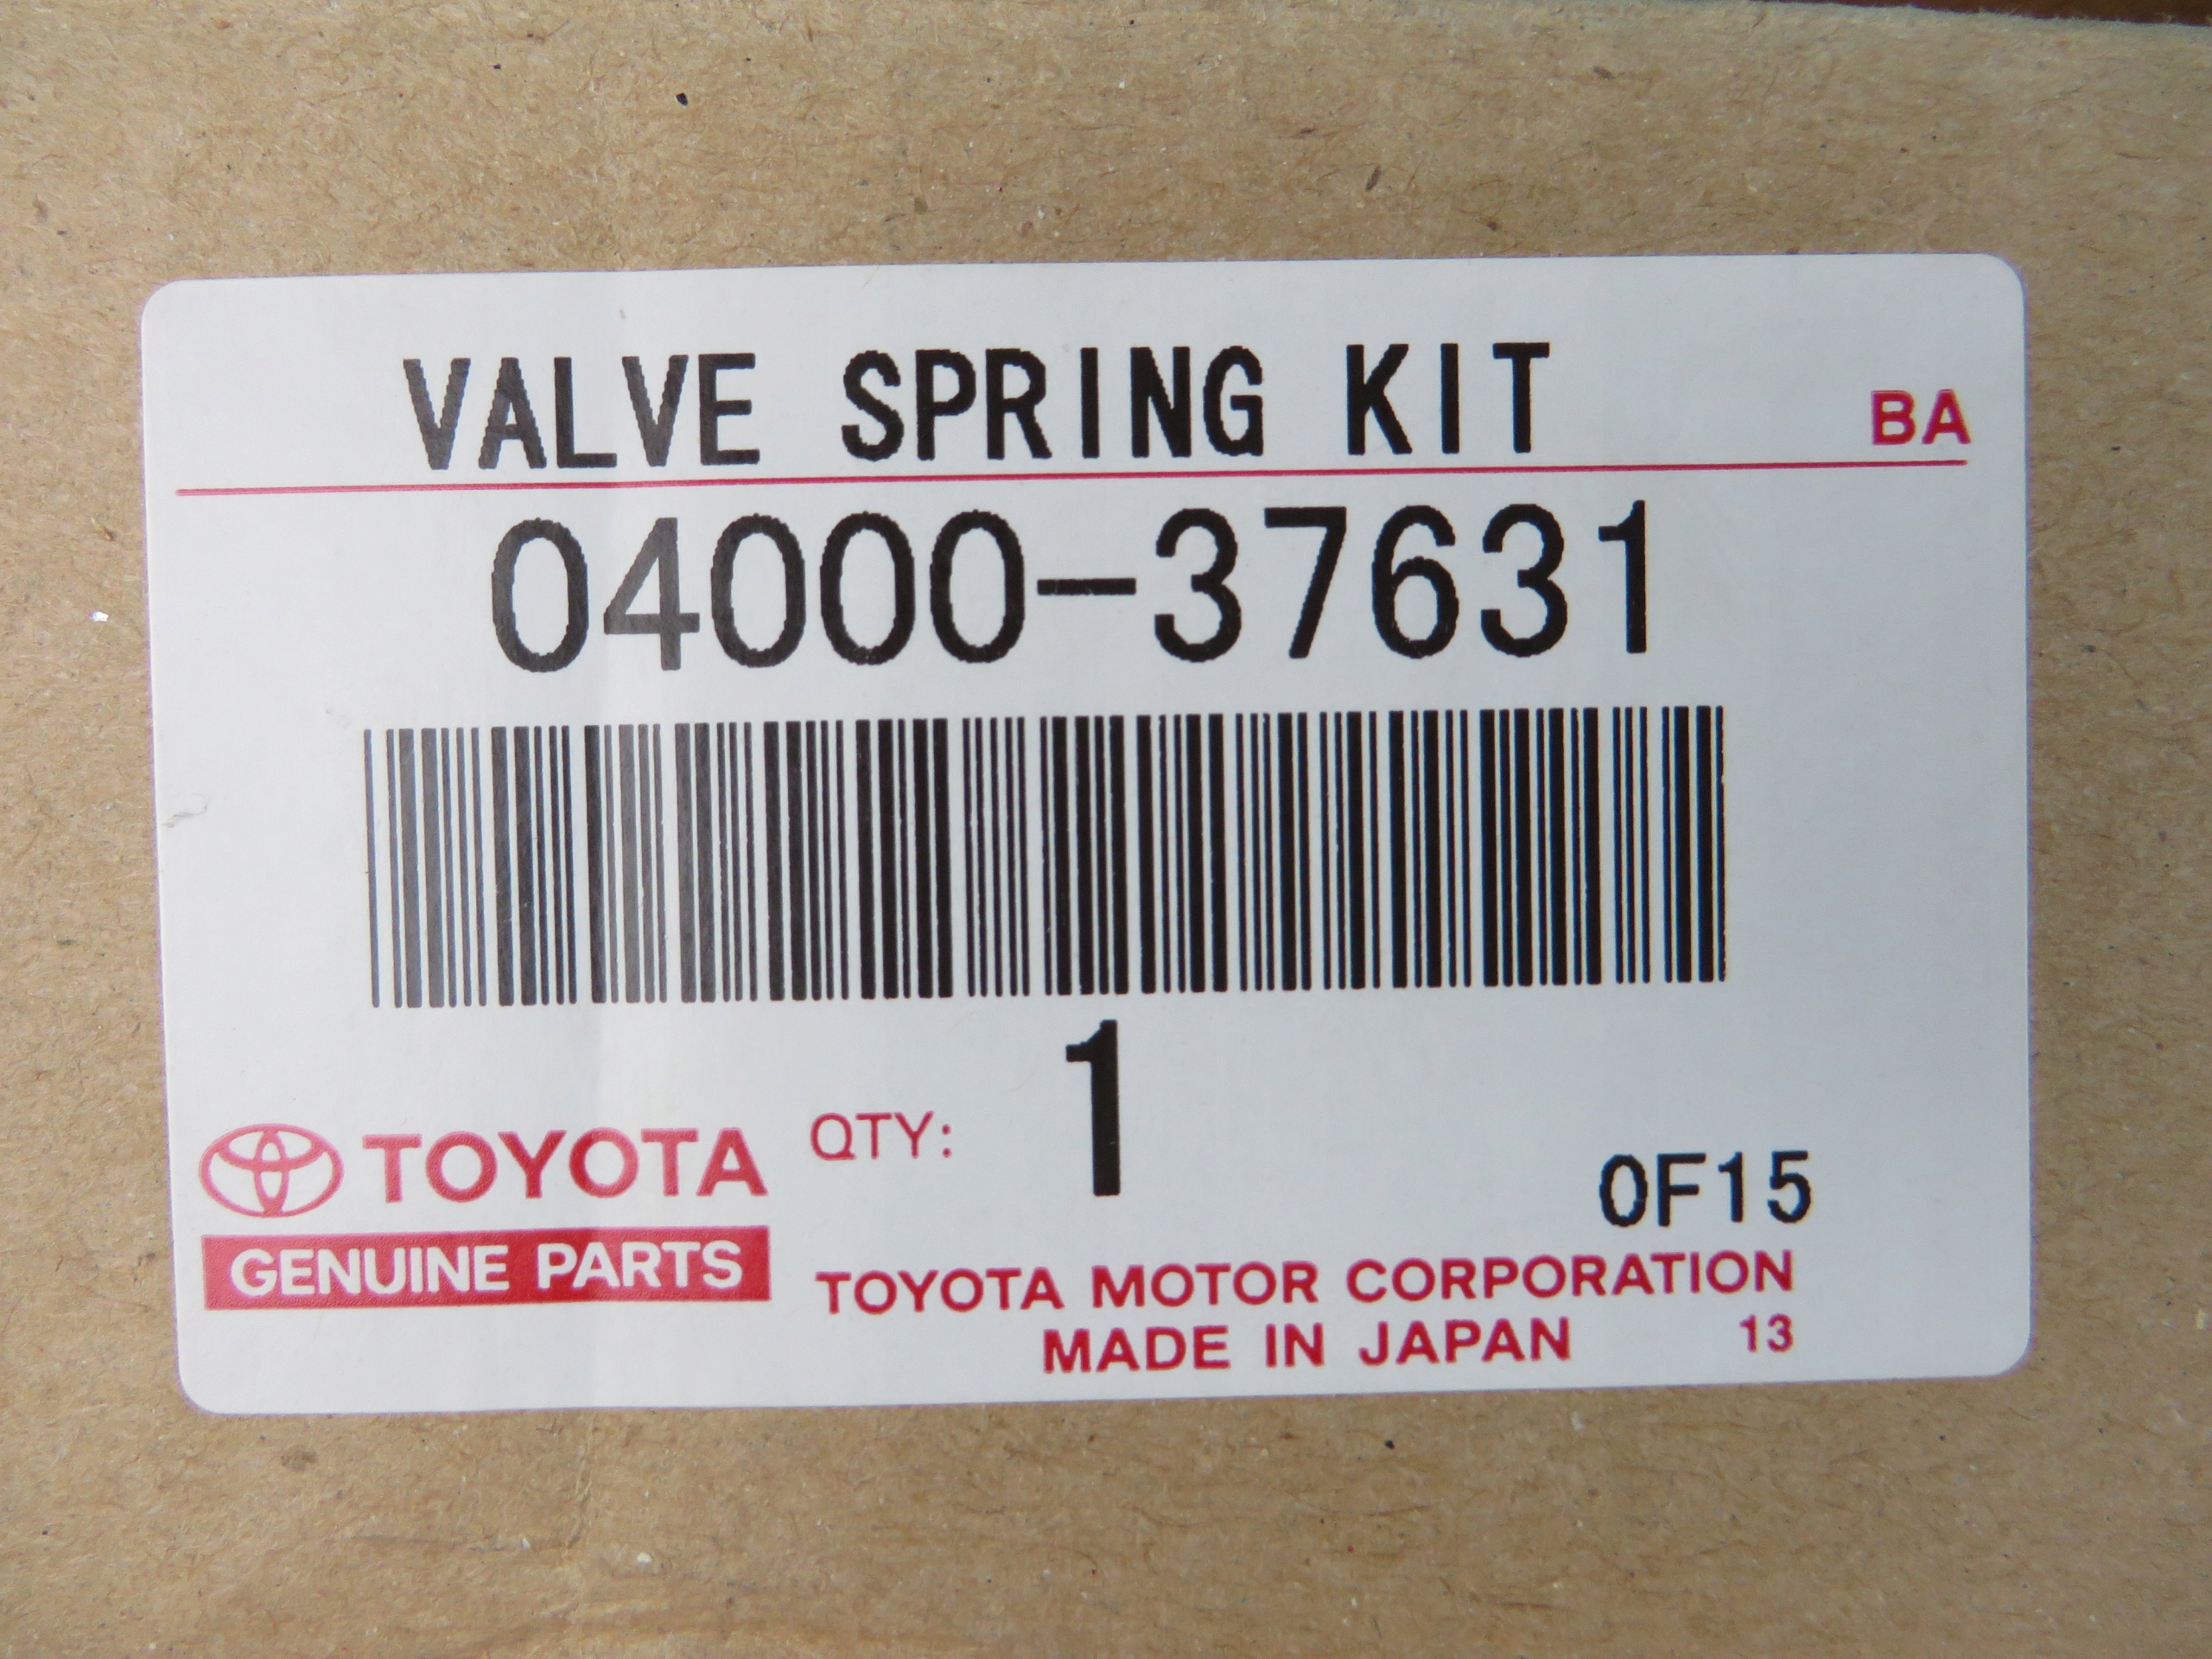 VALVE SPRING KIT
BA
04000-37631
QTY: 1
TOYOTA
0F15
GENUINE PARTS
TOYOTA MOTOR CORPORATION
MADE IN JAPAN 13